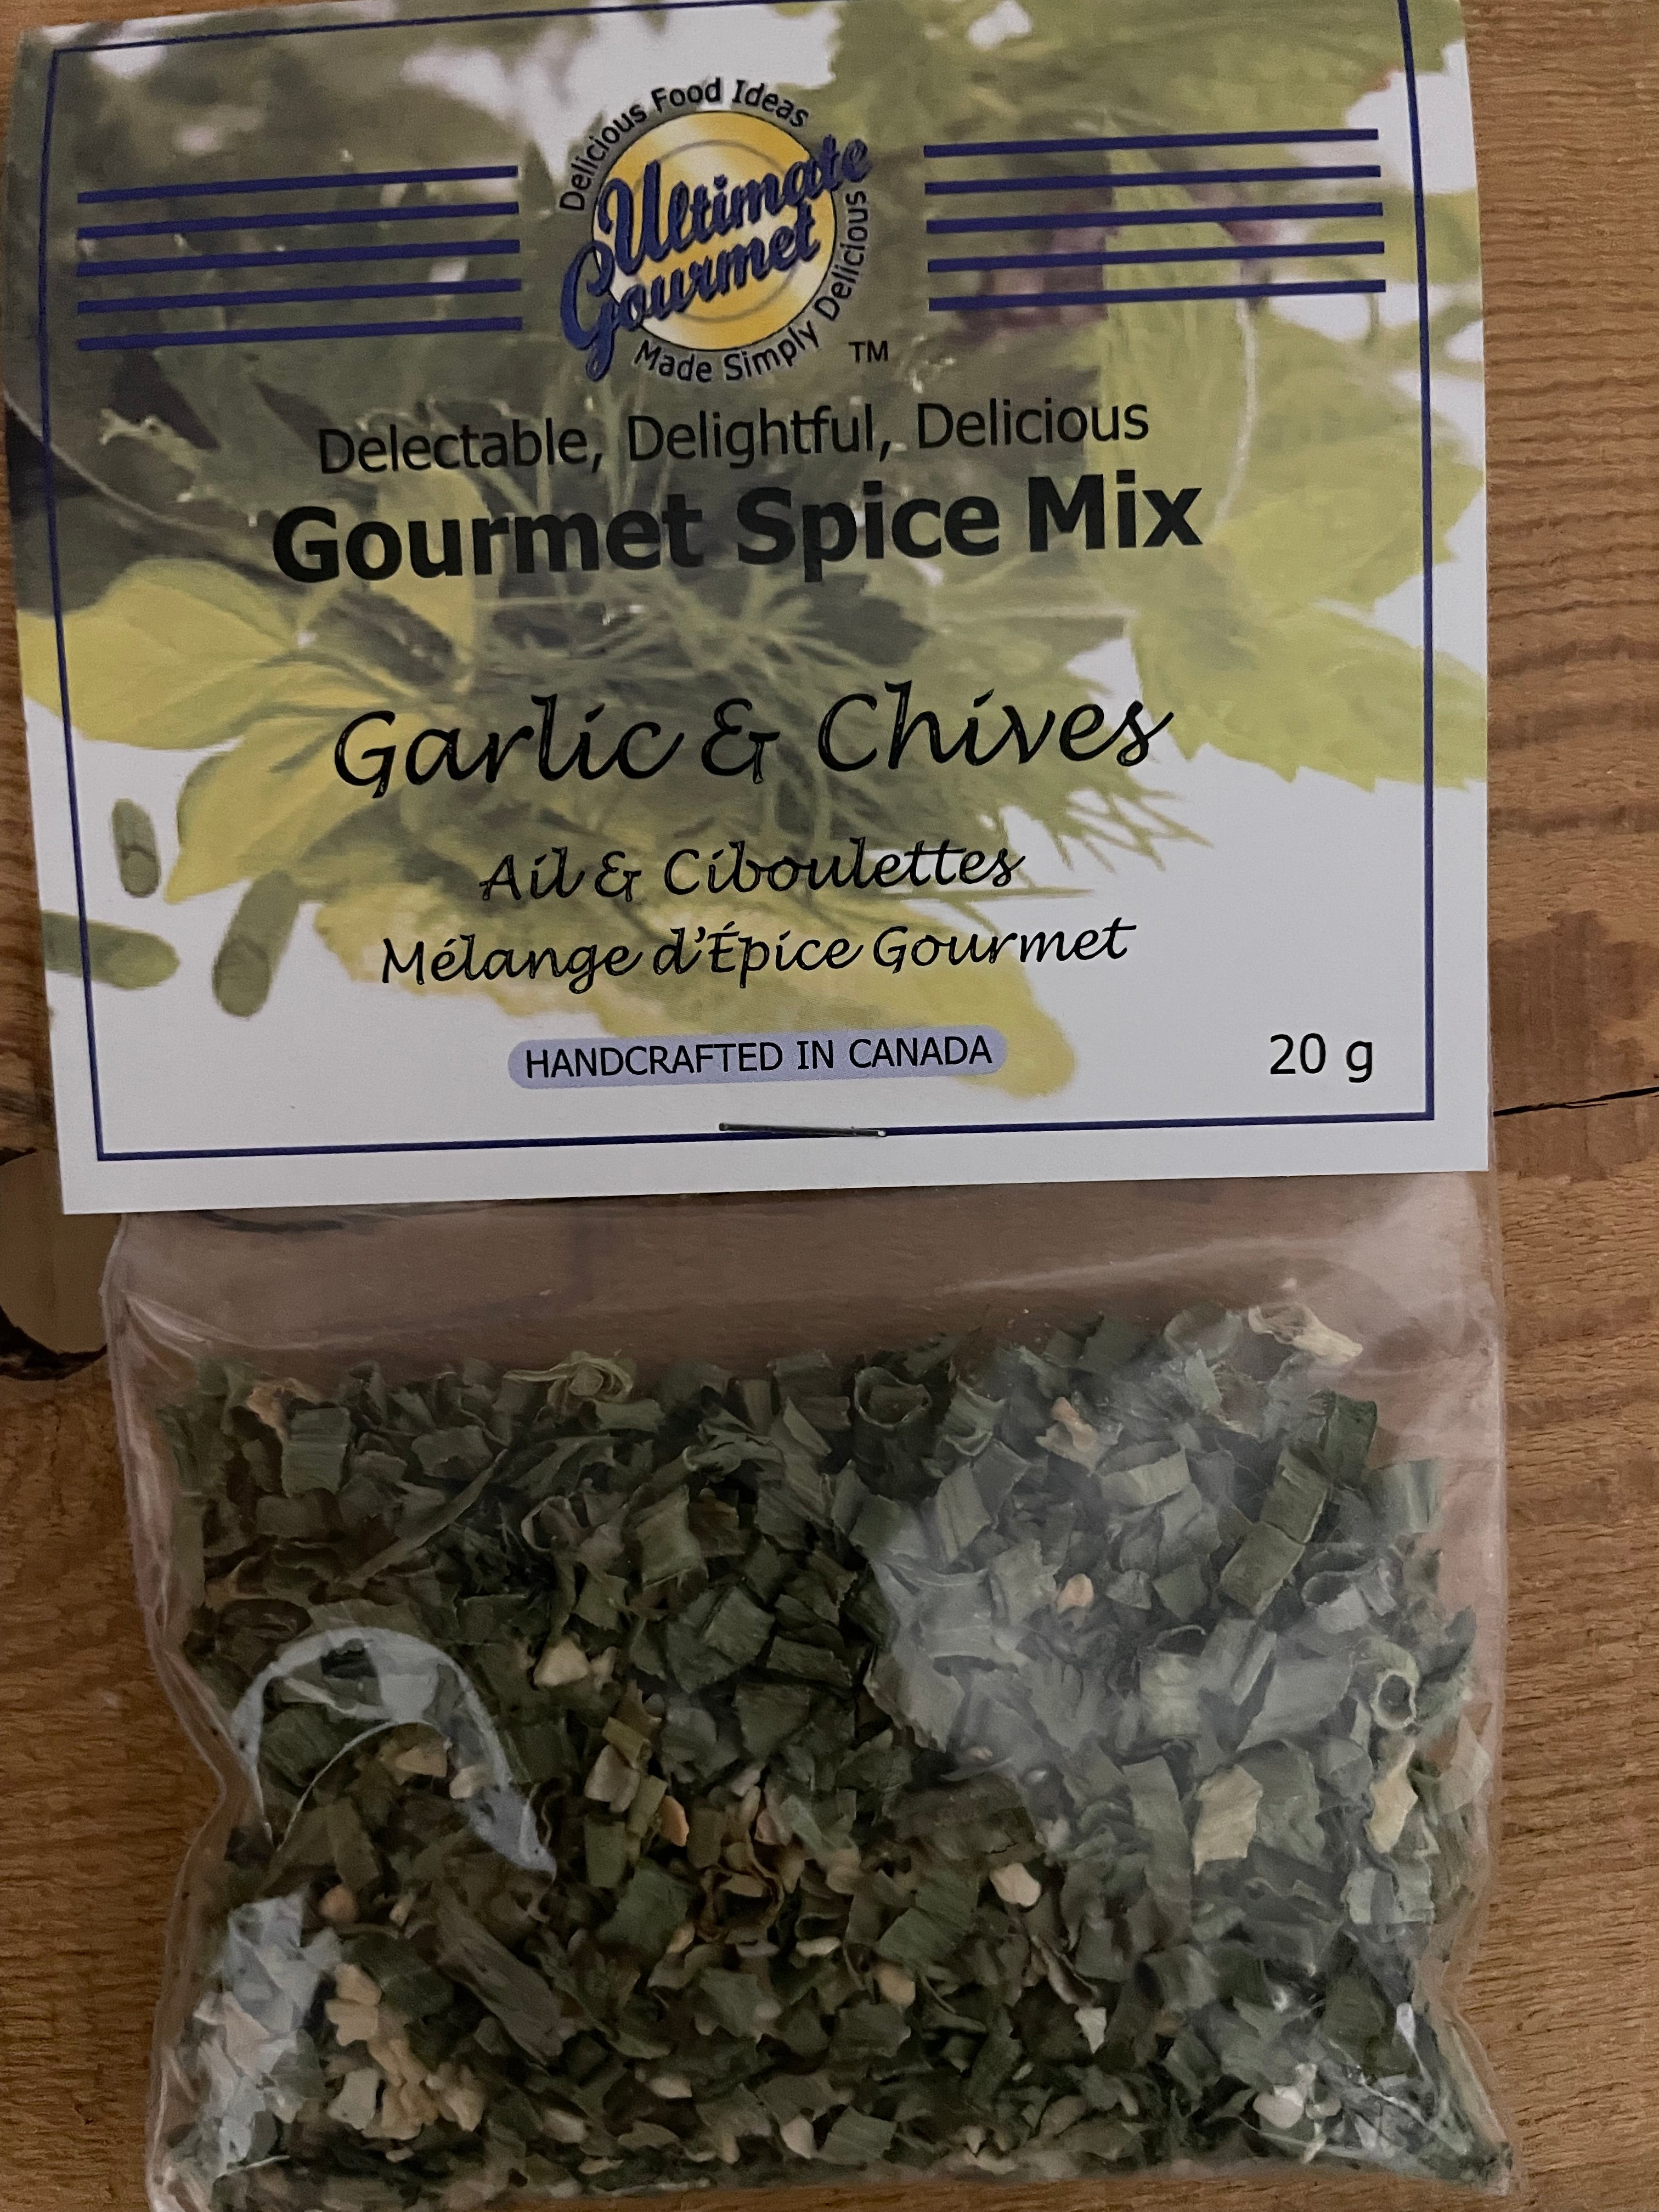 Delicious Food Ideas
Ultimate
Gourmet
Made Simply Delicious
TM
Delectable, Delightful, Delicious
Gourmet Spice Mix
Garlic & Chives
Ail & Ciboulettes
Mélange d'Épice Gourmet
HANDCRAFTED IN CANADA
20 g